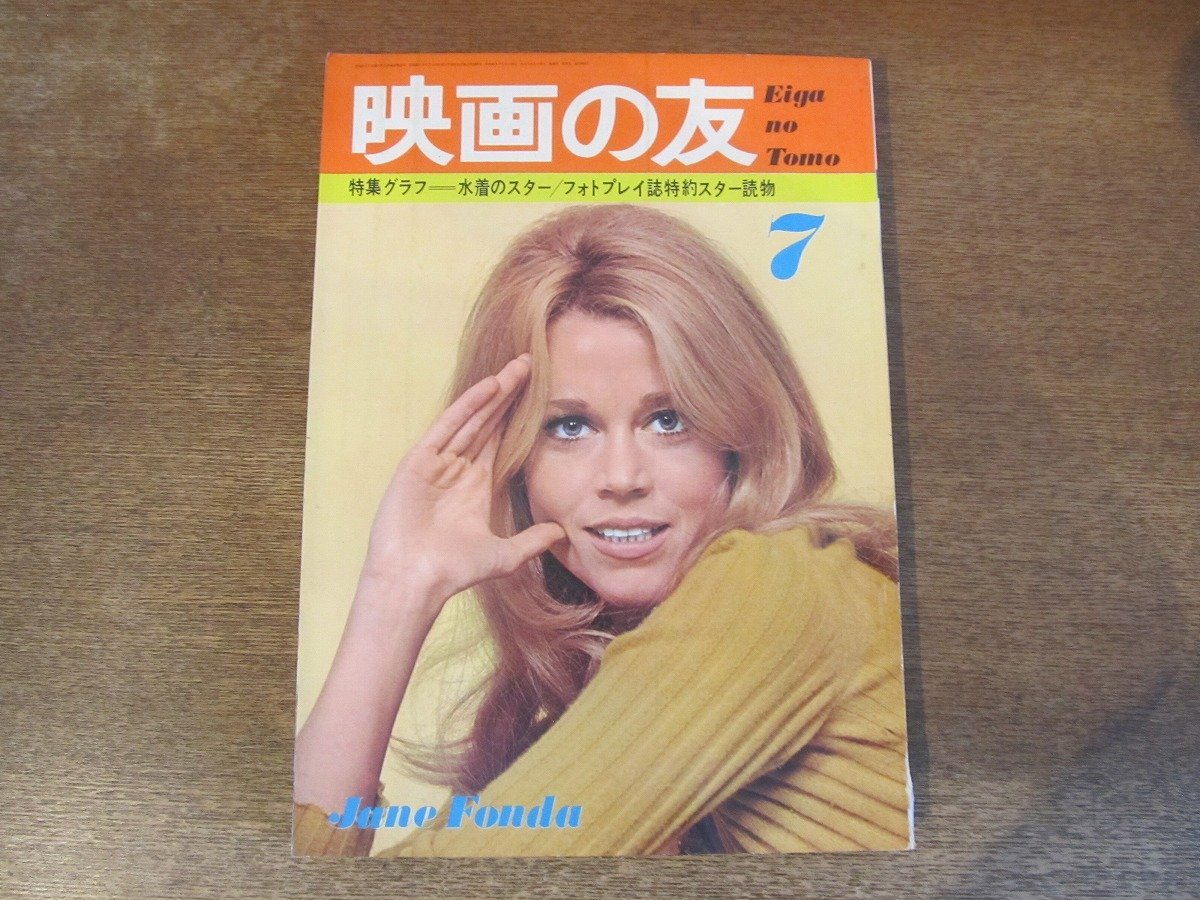 映画の友
Eiga
no
Tomo
特集グラフ＝水着のスター/フォトプレイ誌特約スター読物
7
Jane Fonda